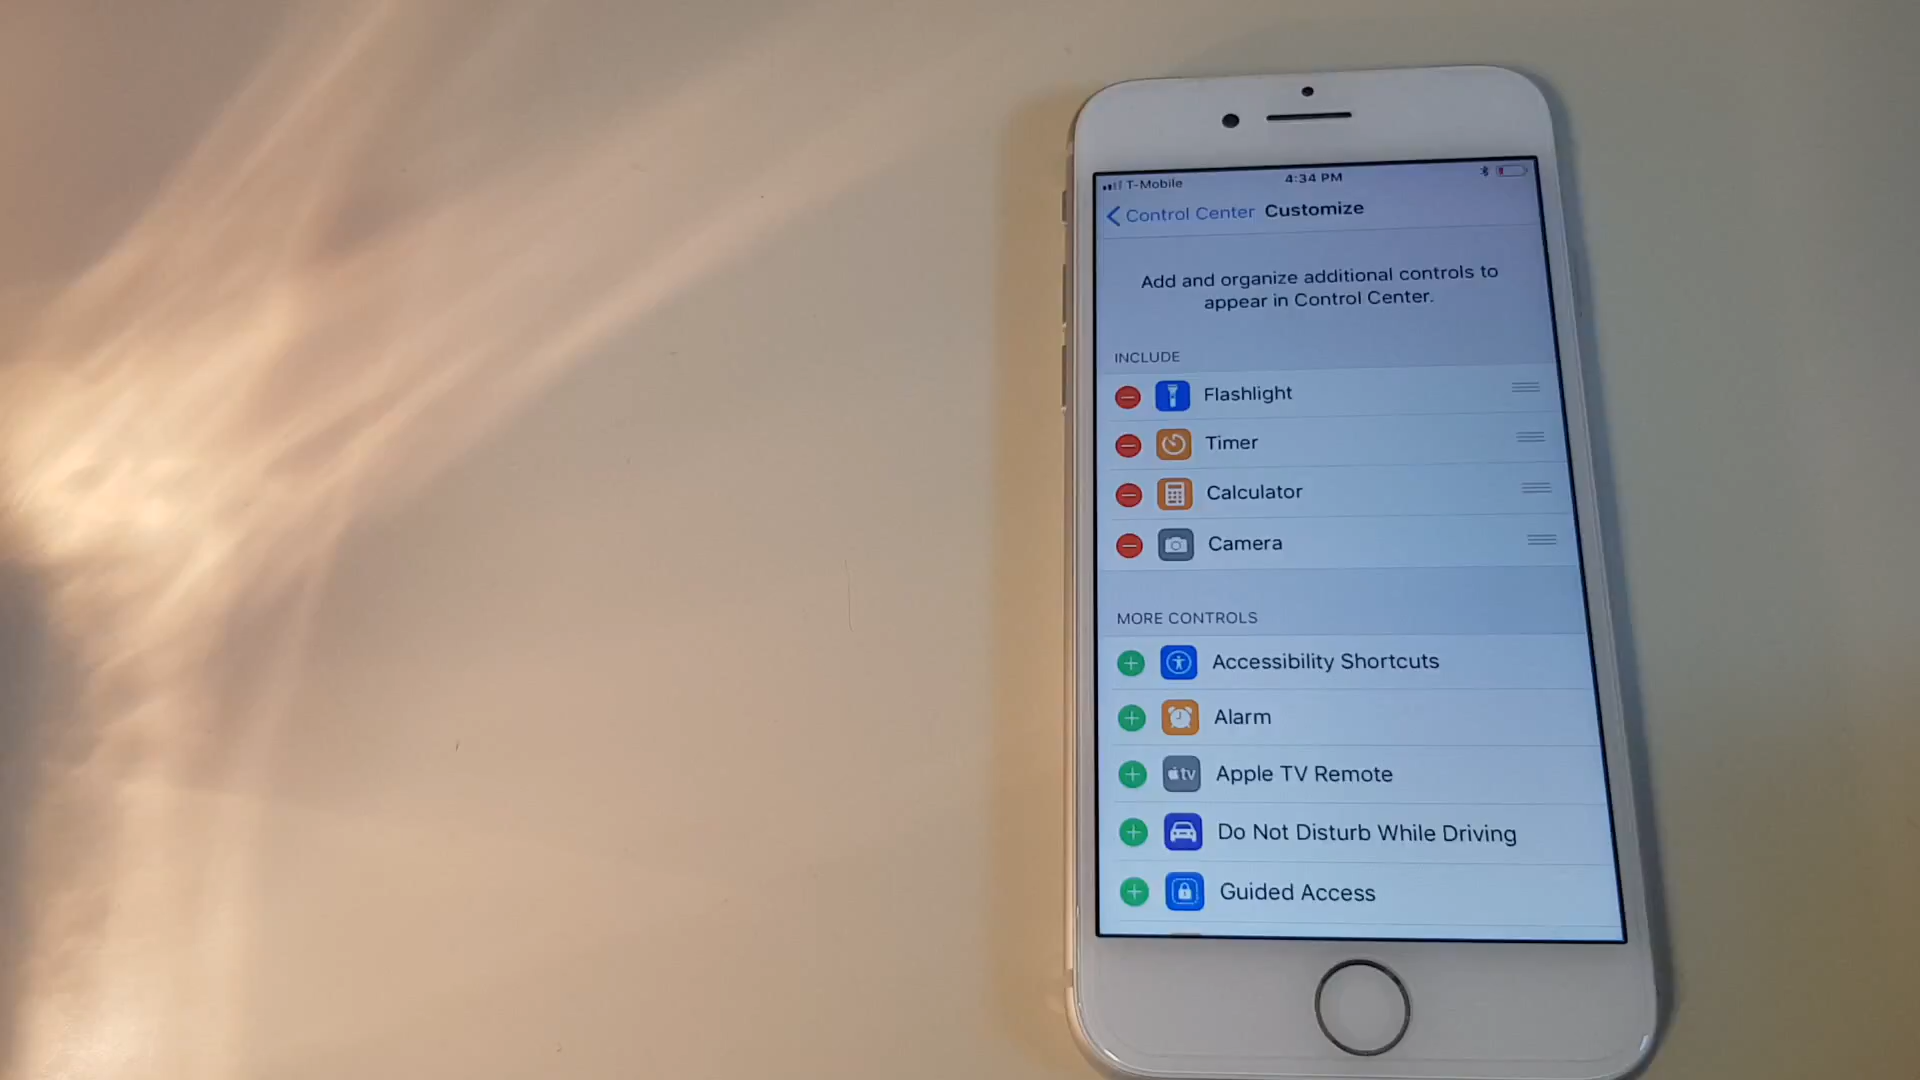 T-Mobile 4:34 PM
Control Center Customize
Add and organize additional controls to
appear in Control Center.
INCLUDE
Flashlight
Timer
Calculator
Camera
MORE CONTROLS
Accessibility Shortcuts
Alarm
tv Apple TV Remote
Do Not Disturb While Driving
Guided Access